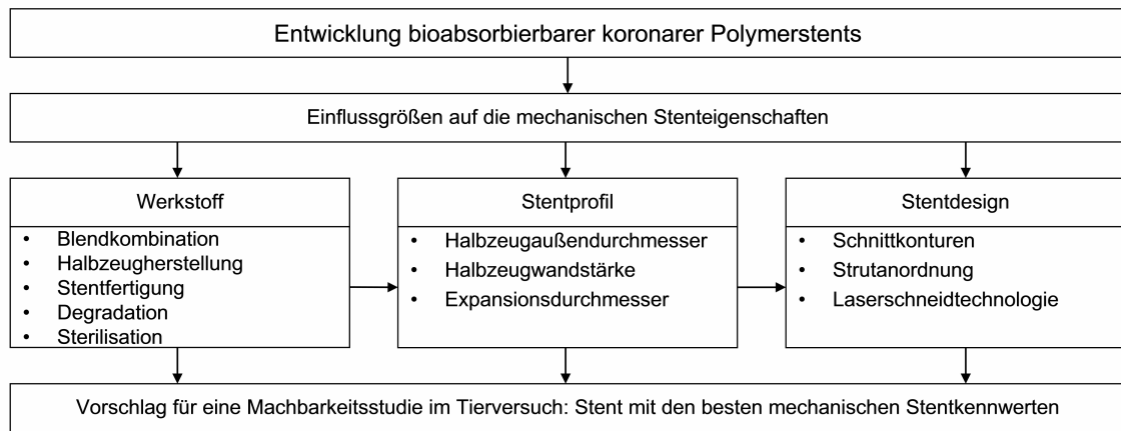 Entwicklung bioabsorbierbarer koronarer Polymerstents
Einflussgrößen auf die mechanischen Stenteigenschaften
Werkstoff
• Blendkombination
• Halbzeugherstellung
• Stentfertigung
• Degradation
• Sterilisation
Stentprofil
• Halbzeugaußendurchmesser
• Halbzeugwandstärke
• Expansionsdurchmesser
Stentdesign
• Schnittkonturen
• Strutanordnung
• Laserschneidtechnologie
Vorschlag für eine Machbarkeitsstudie im Tierversuch: Stent mit den besten mechanischen Stentkennwerten